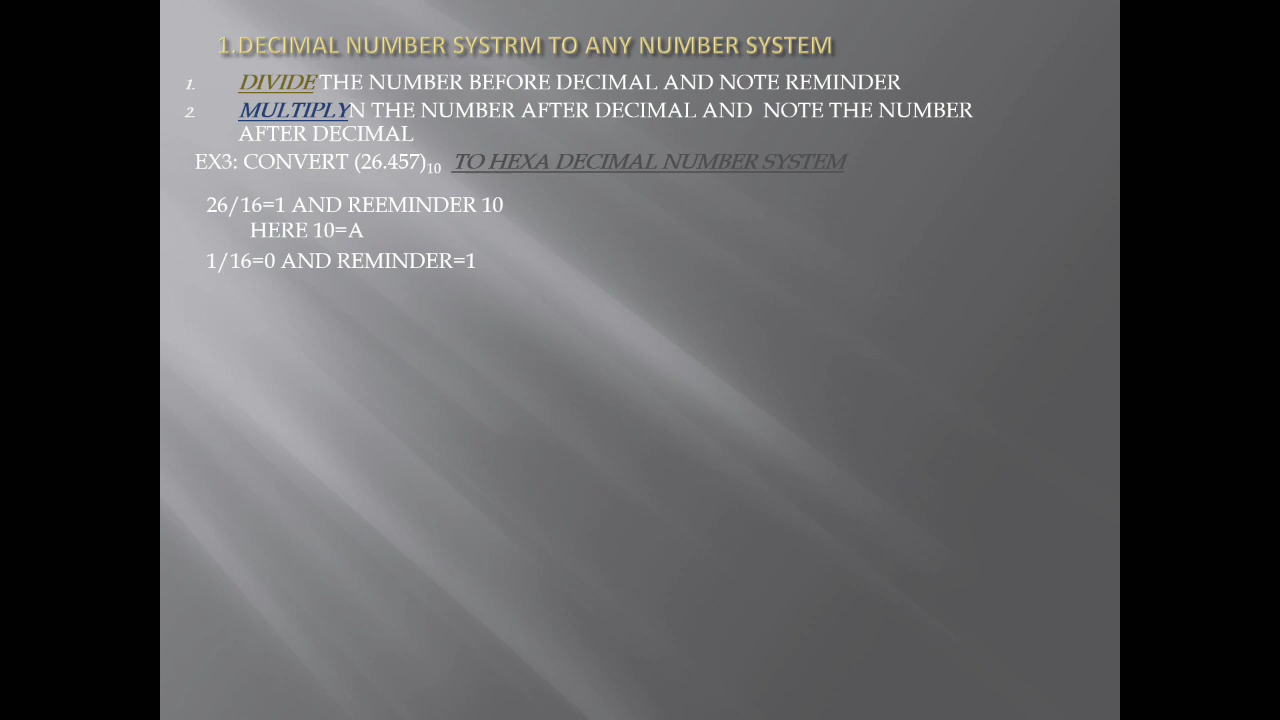 1.DECIMAL NUMBER SYSTRM TO ANY NUMBER SYSTEM
1. DIVIDE THE NUMBER BEFORE DECIMAL AND NOTE REMINDER
2. MULTIPLYN THE NUMBER AFTER DECIMAL AND NOTE THE NUMBER
AFTER DECIMAL
EX3: CONVERT (26.457)10 TO HEXA DECIMAL NUMBER SYSTEM
26/16=1 AND REEMINDER 10
HERE 10=A
1/16=0 AND REMINDER=1